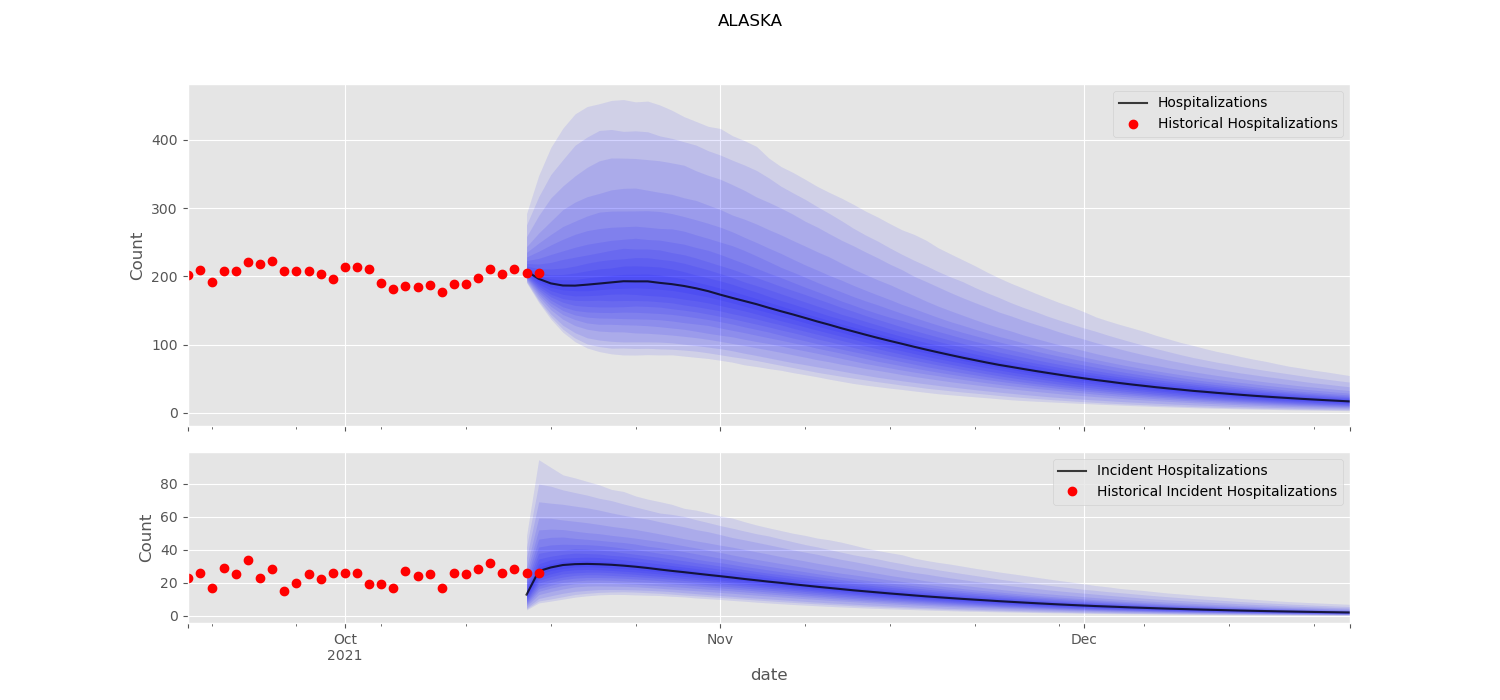 ALASKA
Hospitalizations
Historical Hospitalizations
Count
400
300
200
100
0
Incident Hospitalizations
Historical Incident Hospitalizations
Count
80
60
40
20
0
Oct
2021
Nov
Dec
date